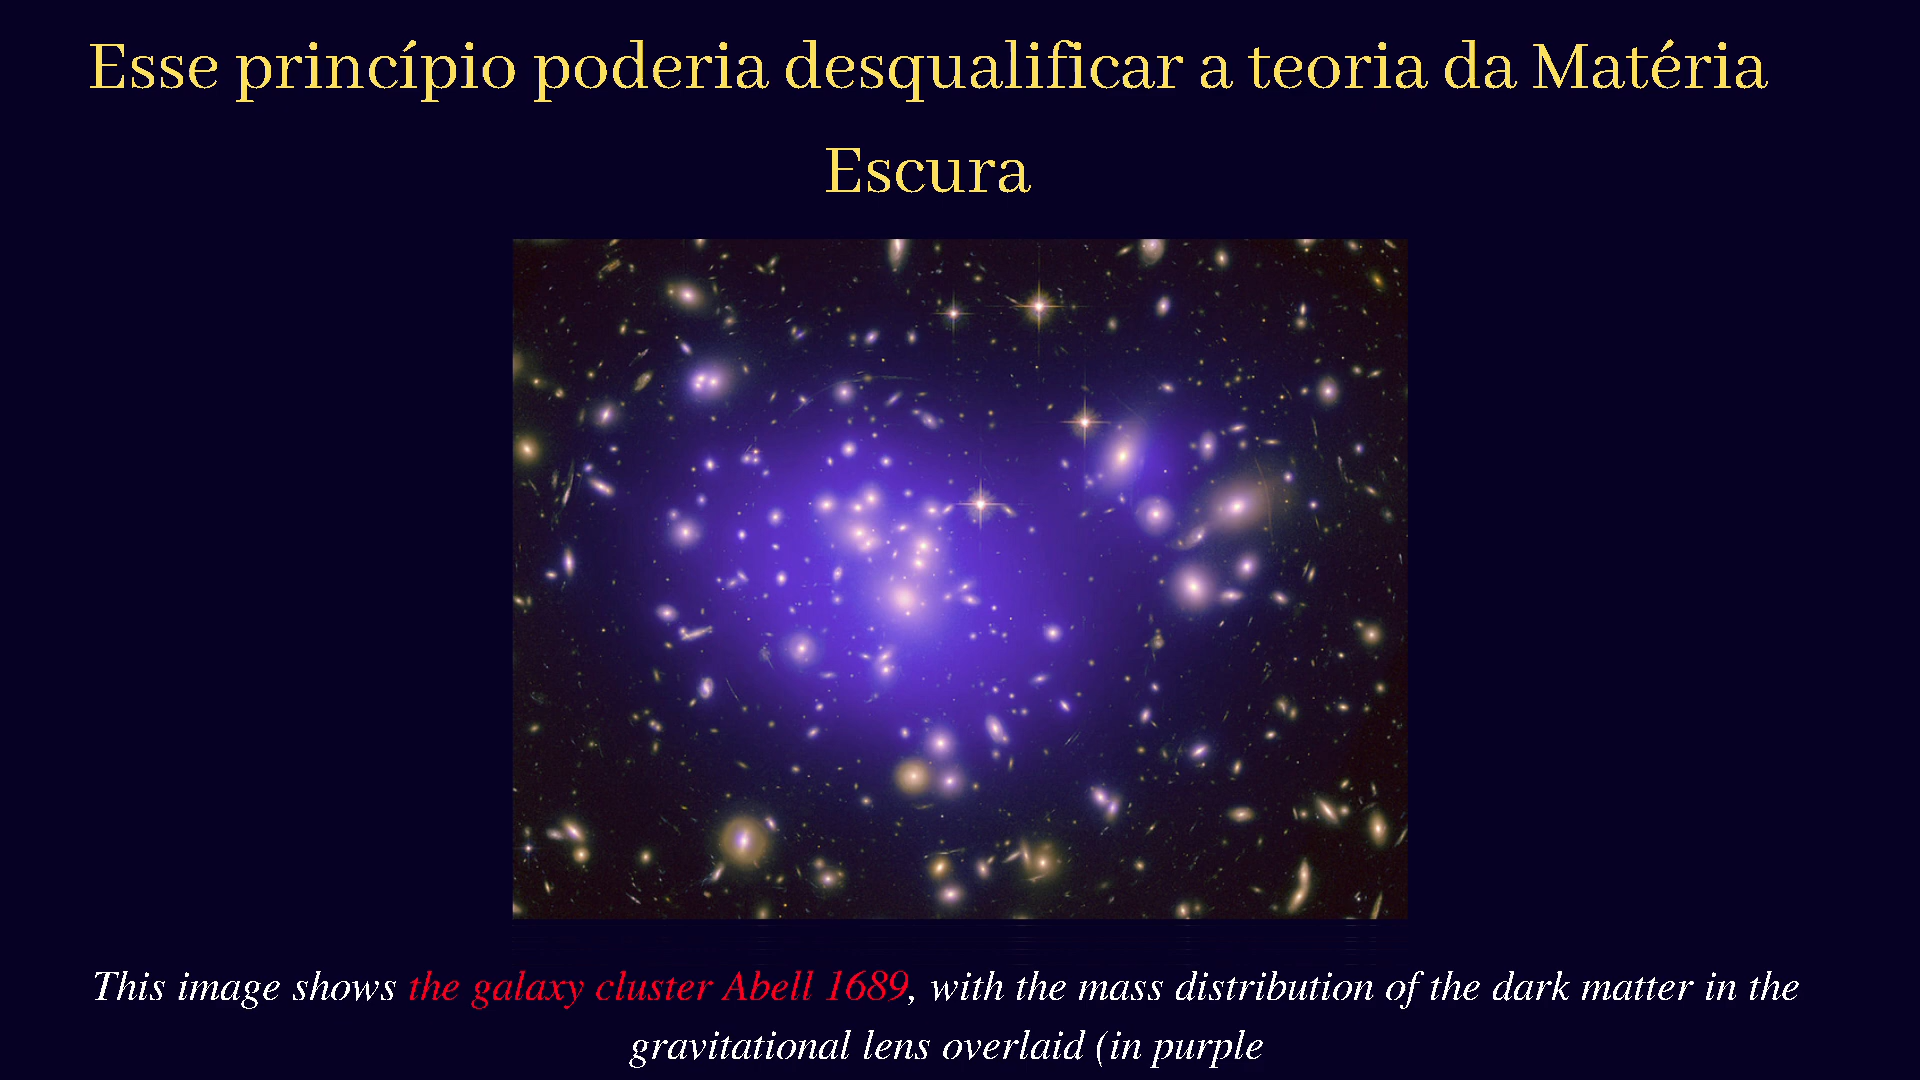 Esse princípio poderia desqualificar a teoria da Matéria
Escura
This image shows the galaxy cluster Abell 1689, with the mass distribution of the dark matter in the
gravitational lens overlaid (in purple